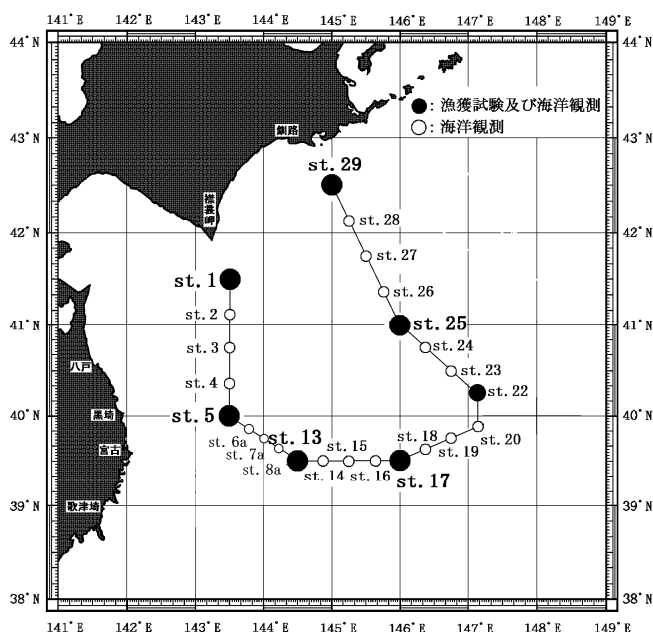 141°E 142°E 143°E 144°E 145°E 146°E 147°E 148°E 149°E
44°N 44°N
●：漁獲試験及び海洋観測
○：海洋観測
43°N 43°N
釧路
st. 29
襟裳岬
st. 28
42°N 42°N
st. 27
st. 1
st. 26
st. 2
41°N st. 25 41°N
st. 3 st. 24
八戸
st. 4 st. 23
st. 22
40°N st. 5 40°N
黒埼
st. 6a st. 13 st. 15 st. 18 st. 20
宮古 st. 7a st. 19
st. 8a st. 14 st. 16 st. 17
39°N 歌津埼 39°N
38°N 38°N
141°E 142°E 143°E 144°E 145°E 146°E 147°E 148°E 149°E